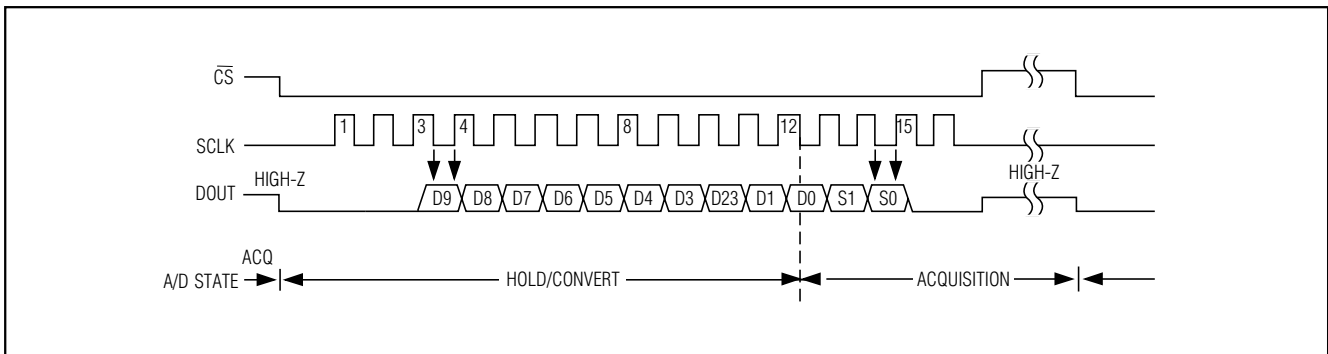 CS
1 3 4 8 12 15
SCLK
HIGH-Z HIGH-Z
DOUT D9 D8 D7 D6 D5 D4 D3 D23 D1 D0 S1 S0
ACQ
A/D STATE HOLD/CONVERT ACQUISITION